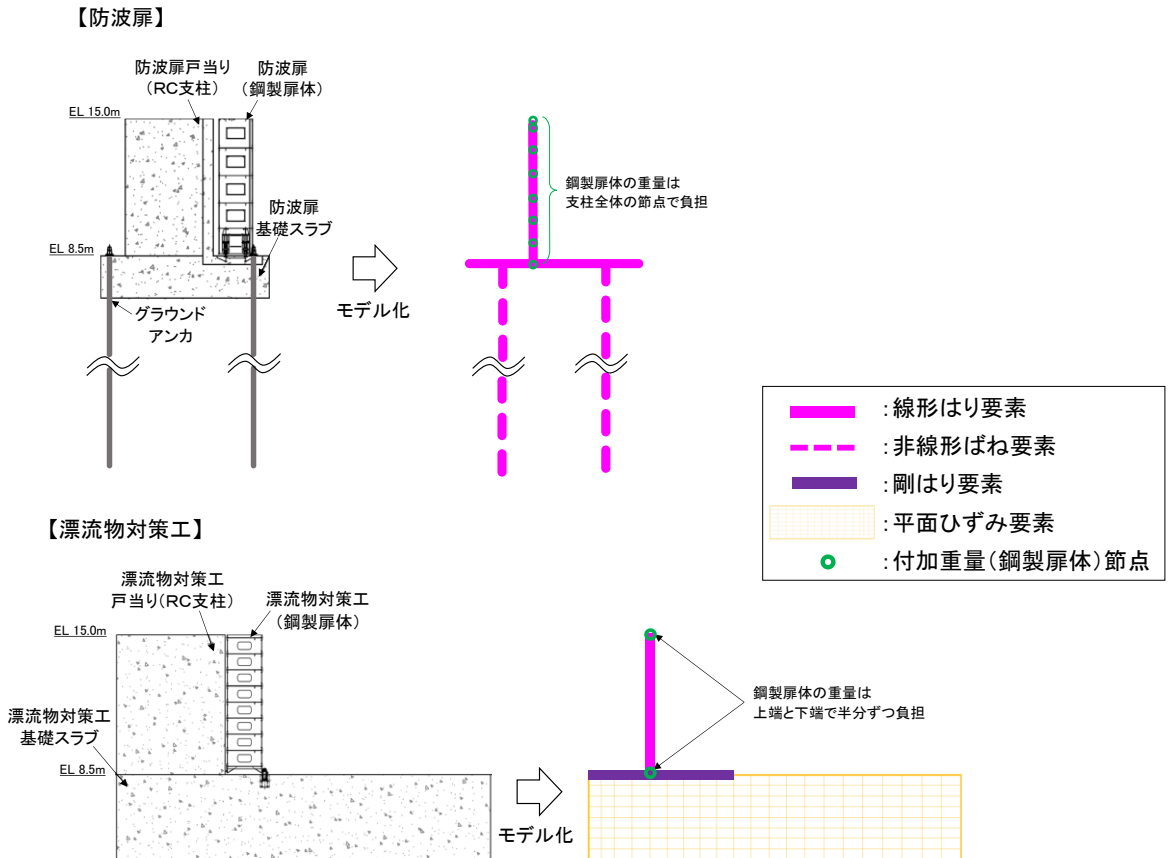 【防波扉】
防波扉戸当り
（RC支柱）
防波扉
（鋼製扉体）
EL 15.0m
防波扉
基礎スラブ
EL 8.5m
グラウンド
アンカ
モデル化
鋼製扉体の重量は
支柱全体の節点で負担
：線形はり要素
：非線形ばね要素
：剛はり要素
：平面ひずみ要素
：付加重量（鋼製扉体）節点
【漂流物対策工】
漂流物対策工
戸当り（RC支柱）
漂流物対策工
（鋼製扉体）
EL 15.0m
漂流物対策工
基礎スラブ
EL 8.5m
モデル化
鋼製扉体の重量は
上端と下端で半分ずつ負担